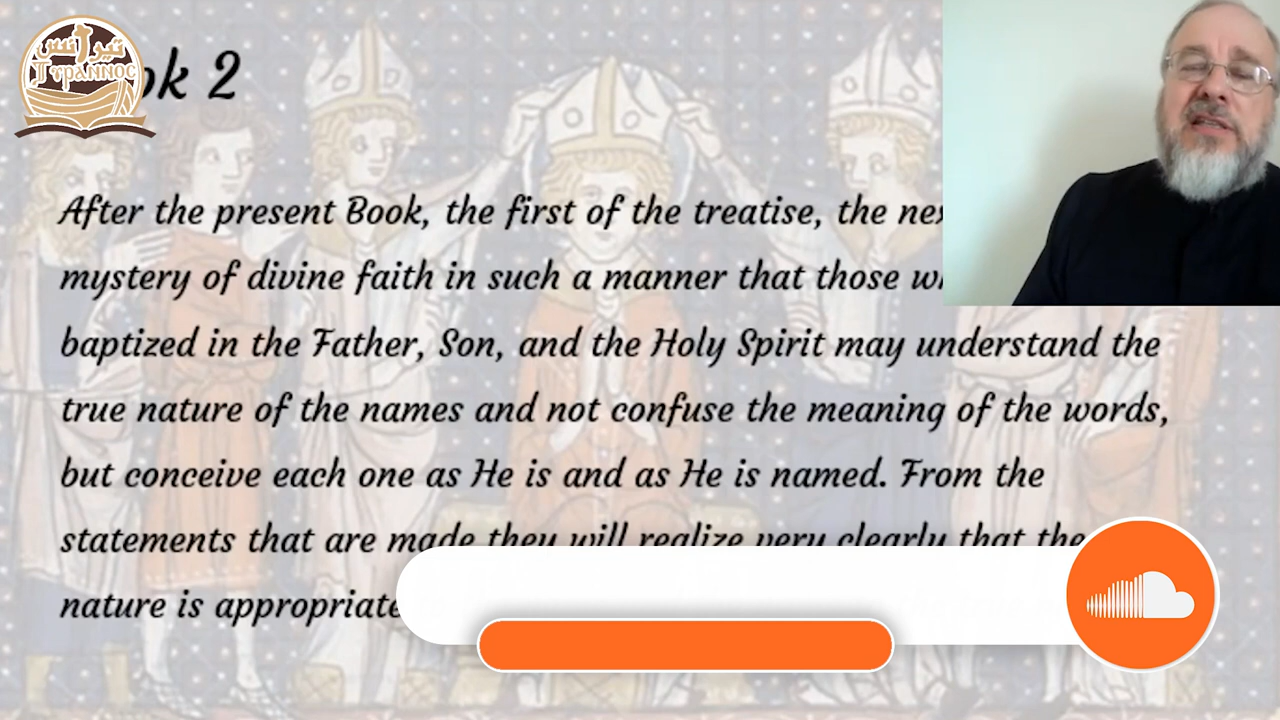 تيرانس
Τγραννος
ok 2
After the present Book, the first of the treatise, the nex
mystery of divine faith in such a manner that those w
baptized in the Father, Son, and the Holy Spirit may understand the
true nature of the names and not confuse the meaning of the words,
but conceive each one as He is and as He is named. From the
statements that are made they will realize very clearly that the
nature is appropriate